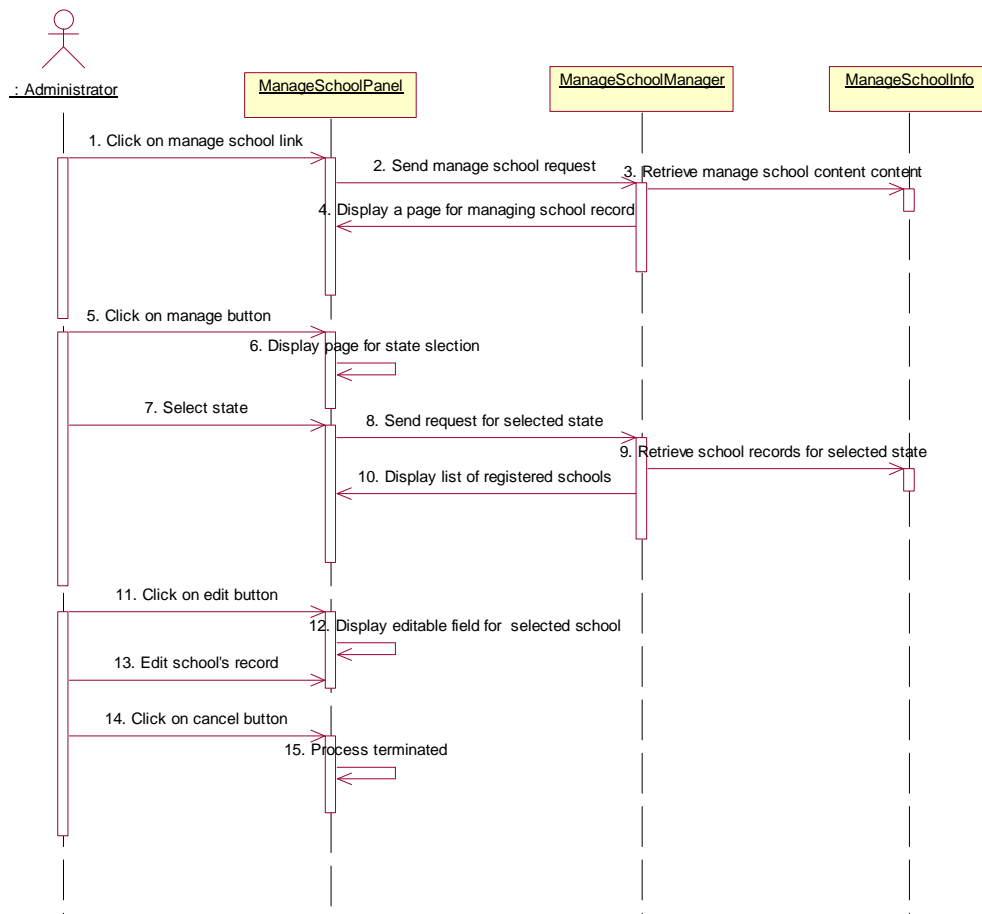 : Administrator
ManageSchoolPanel
ManageSchoolManager
ManageSchoolInfo
1. Click on manage school link
2. Send manage school request
3. Retrieve manage school content content
4. Display a page for managing school record
5. Click on manage button
6. Display page for state slection
7. Select state
8. Send request for selected state
9. Retrieve school records for selected state
10. Display list of registered schools
11. Click on edit button
12. Display editable field for  selected school
13. Edit school's record
14. Click on cancel button
15. Process terminated